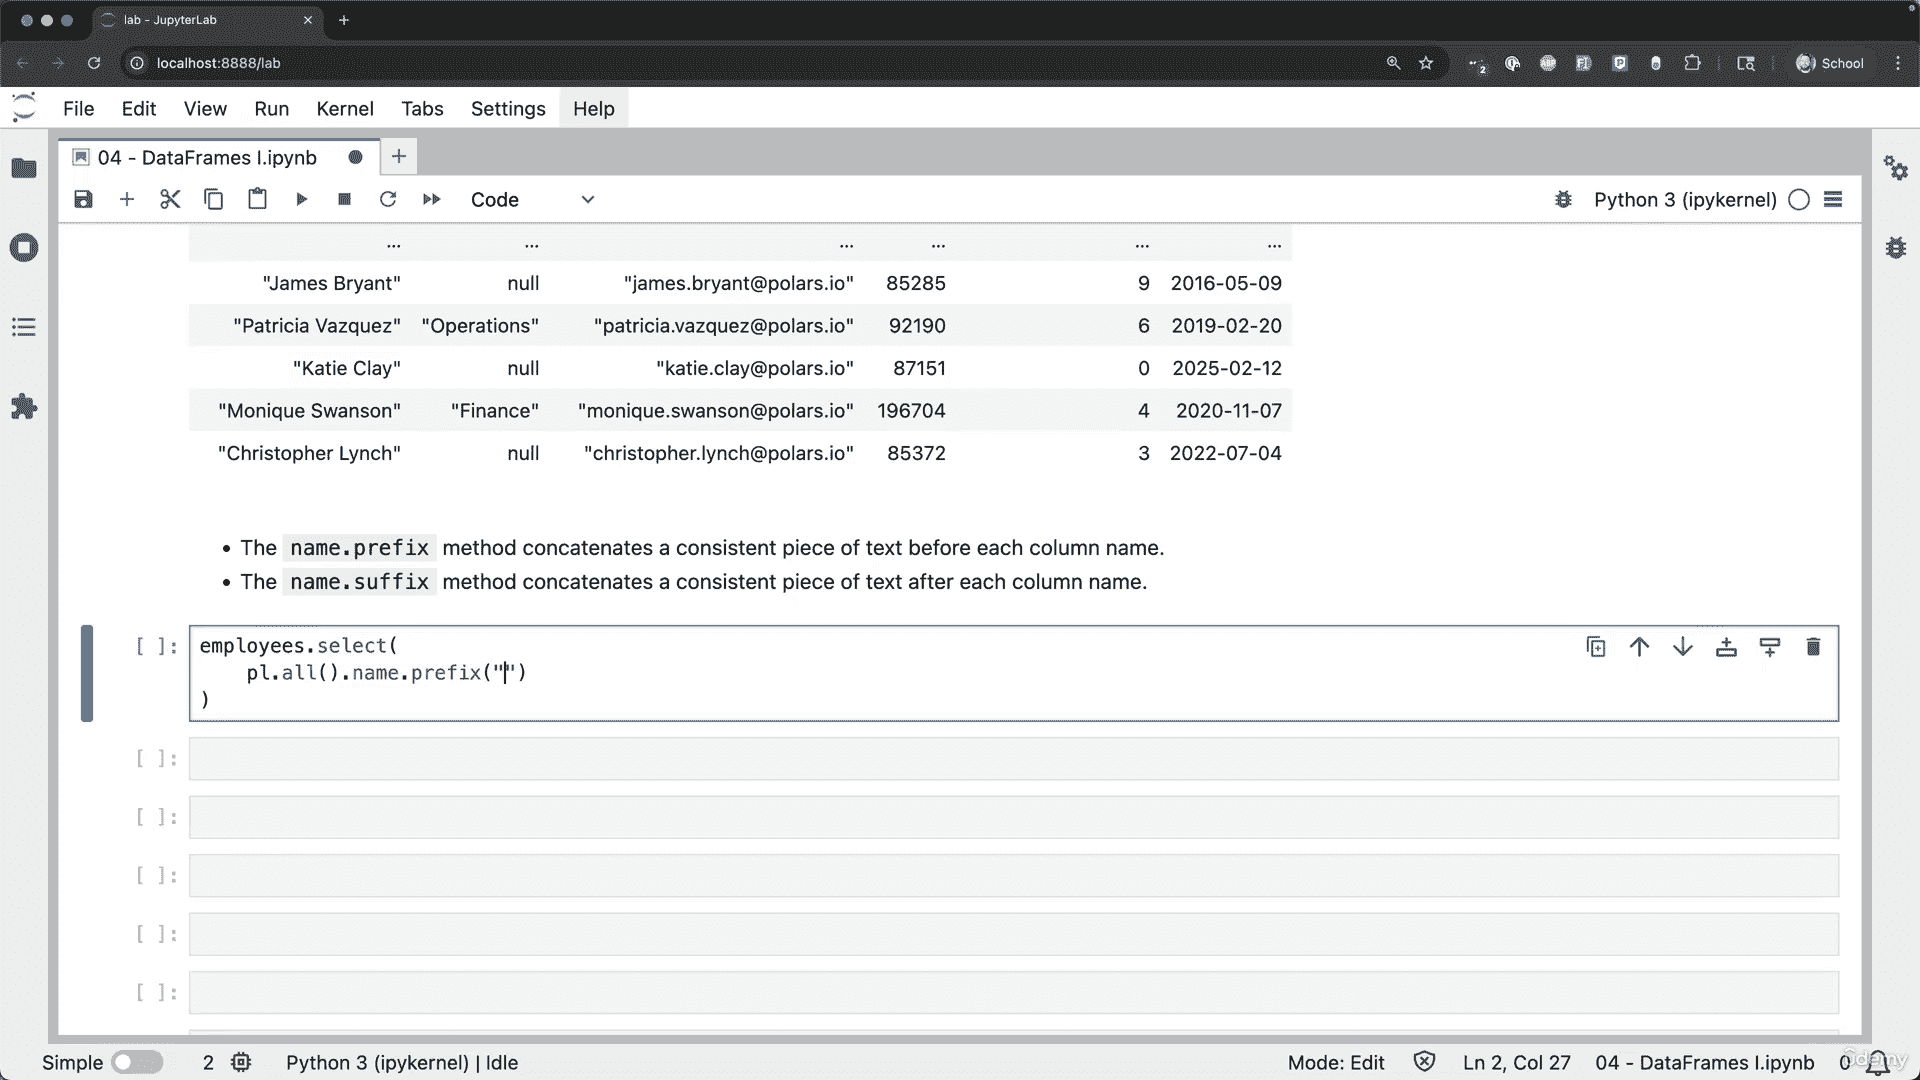 lab - JupyterLab
localhost:8888/lab
2
School
File Edit View Run Kernel Tabs Settings Help
04 - DataFrames I.ipynb
Code
Python 3 (ipykernel)
... ... ... ... ... ...
"James Bryant" null "james.bryant@polars.io" 85285 9 2016-05-09
"Patricia Vazquez" "Operations" "patricia.vazquez@polars.io" 92190 6 2019-02-20
"Katie Clay" null "katie.clay@polars.io" 87151 0 2025-02-12
"Monique Swanson" "Finance" "monique.swanson@polars.io" 196704 4 2020-11-07
"Christopher Lynch" null "christopher.lynch@polars.io" 85372 3 2022-07-04
• The name.prefix method concatenates a consistent piece of text before each column name.
• The name.suffix method concatenates a consistent piece of text after each column name.
[ ]: employees.select(
pl.all().name.prefix("")
)
[ ]:
[ ]:
[ ]:
[ ]:
[ ]:
Simple 2 Python 3 (ipykernel) | Idle Mode: Edit Ln 2, Col 27 04 - DataFrames I.ipynb 0
Udemy